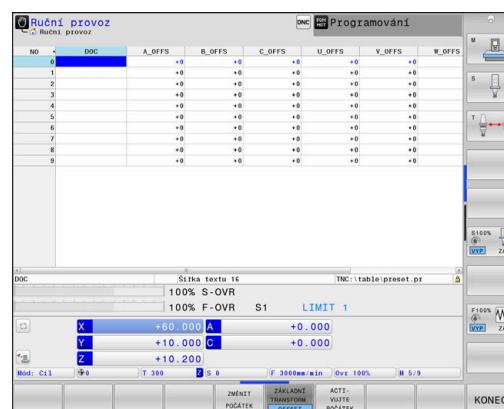 Ruční provoz DNC Programování
Ruční provoz
NO DOC A_OFFS B_OFFS C_OFFS U_OFFS V_OFFS W_OFFS
0 +0 +0 +0 +0 +0
1 +0 +0 +0 +0 +0
2 +0 +0 +0 +0 +0
3 +0 +0 +0 +0 +0
4 +0 +0 +0 +0 +0
5 +0 +0 +0 +0 +0
6 +0 +0 +0 +0 +0
7 +0 +0 +0 +0 +0
8 +0 +0 +0 +0 +0
9 +0 +0 +0 +0 +0
DOC Šířka textu 16 TNC:\table\preset.pr
100% S-OVR
100% F-OVR S1 LIMIT 1
X +60.000 A +0.000
Y +10.000 C +0.000
Z +10.200
Mód: Cíl 0 T 300 Z S 0 F 3000mm/min Ovr 100% M 5/9
M
S
T
S100%
VYP
F100%
VYP
ZMĚNIT
POČÁTEK
ZÁKLADNÍ
TRANSFORM
OFFSET
ACTI-
VUJTE
POČÁTEK
KONEC